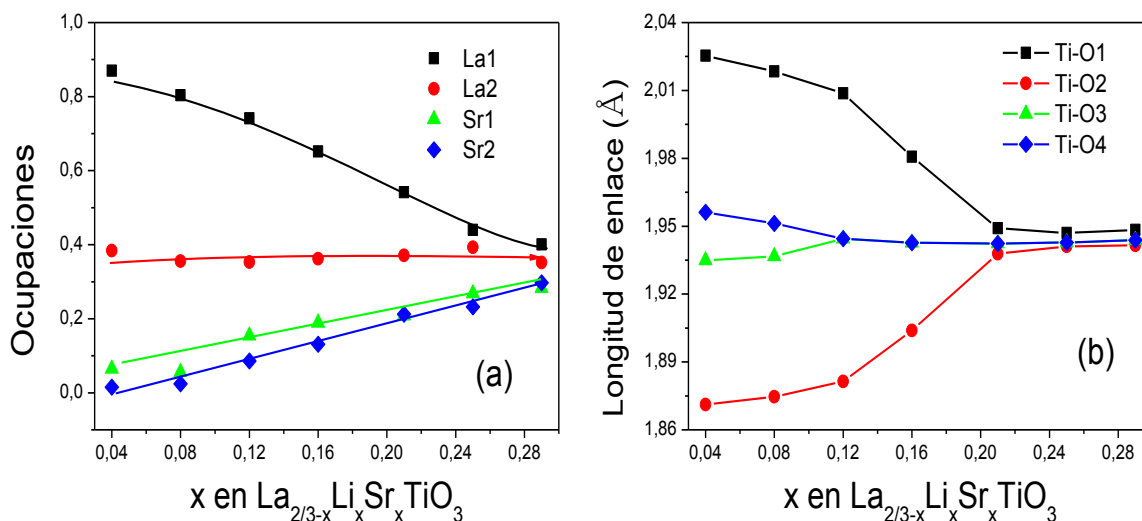 1,0
0,8
0,6
0,4
0,2
0,0
Ocupaciones
La1
La2
Sr1
Sr2
(a)
0,04 0,08 0,12 0,16 0,20 0,24 0,28
x en La2/3-xLixSrxTiO3
2,04
2,01
1,98
1,95
1,92
1,89
1,86
Longitud de enlace (Å)
Ti-O1
Ti-O2
Ti-O3
Ti-O4
(b)
0,04 0,08 0,12 0,16 0,20 0,24 0,28
x en La2/3-xLixSrxTiO3